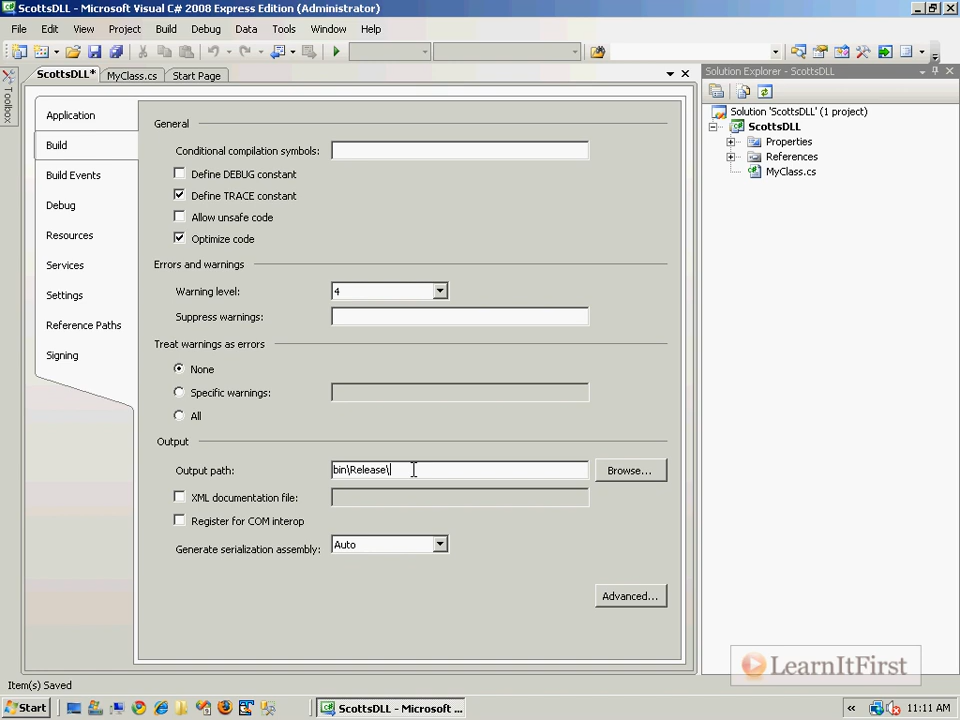 ScottsDLL - Microsoft Visual C# 2008 Express Edition (Administrator)
File Edit View Project Build Debug Data Tools Window Help
Toolbox
ScottsDLL* MyClass.cs Start Page
Solution Explorer - ScottsDLL
Solution 'ScottsDLL' (1 project)
ScottsDLL
Properties
References
MyClass.cs
Application
Build
Build Events
Debug
Resources
Services
Settings
Reference Paths
Signing
General
Conditional compilation symbols:
Define DEBUG constant
Define TRACE constant
Allow unsafe code
Optimize code
Errors and warnings
Warning level: 4
Suppress warnings:
Treat warnings as errors
None
Specific warnings:
All
Output
Output path: bin\Release\ Browse...
XML documentation file:
Register for COM interop
Generate serialization assembly: Auto
Advanced...
LearnItFirst
Item(s) Saved
Start ScottsDLL - Microsoft ... « 11:11 AM